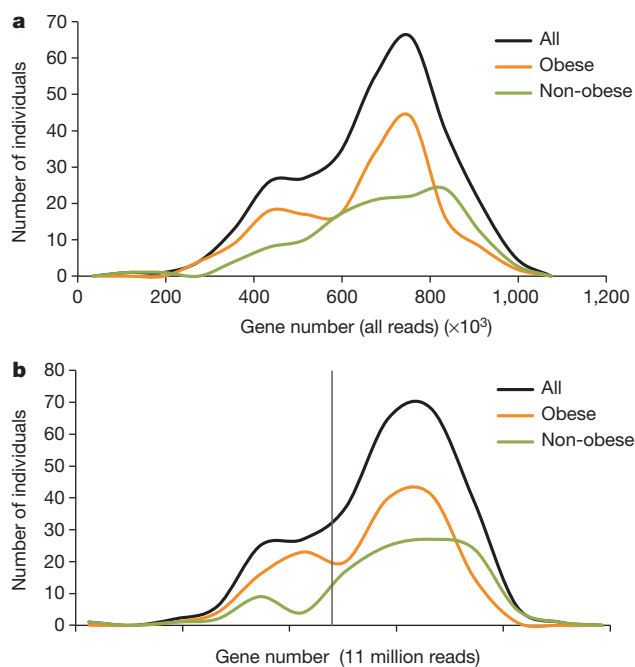 a
70
60
50
40
30
20
10
0
Number of individuals
All
Obese
Non-obese
0 200 400 600 800 1,000 1,200
Gene number (all reads) (×10³)
b
80
70
60
50
40
30
20
10
0
Number of individuals
All
Obese
Non-obese
Gene number (11 million reads)